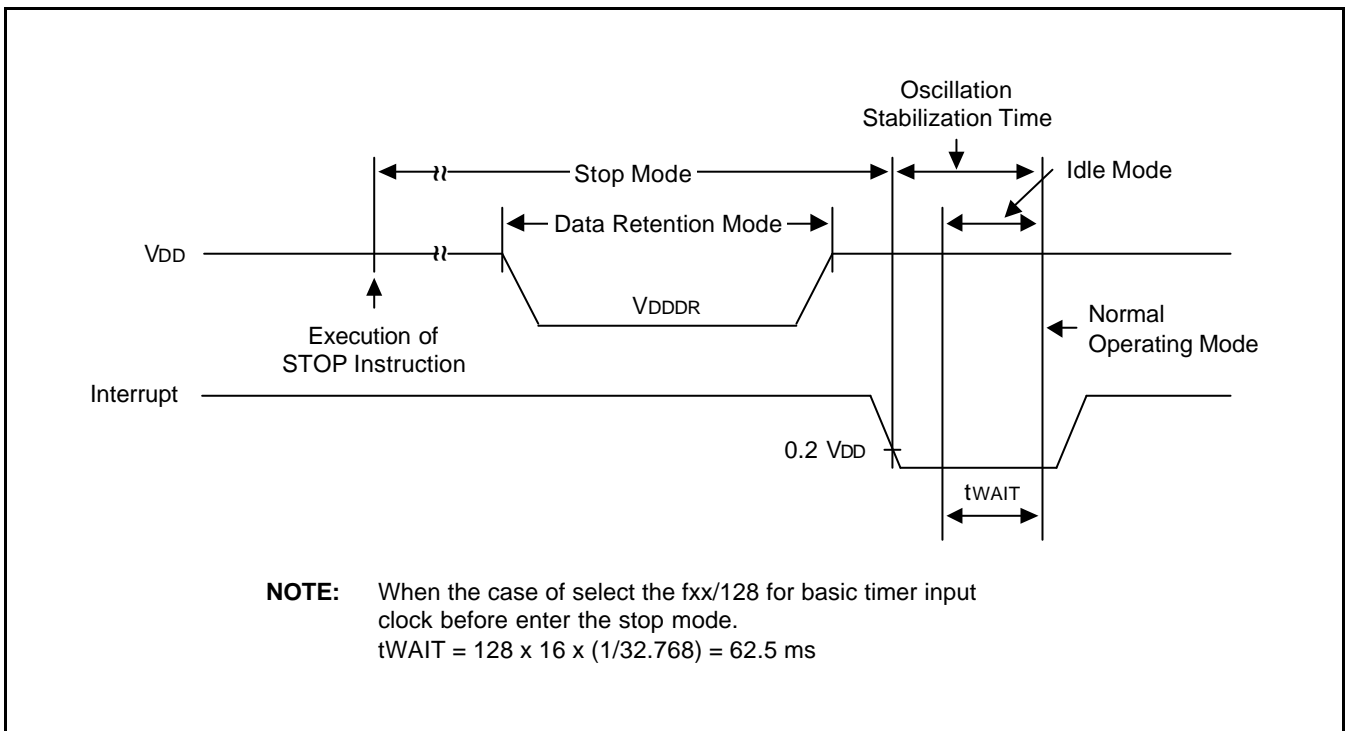 Oscillation
Stabilization Time
Stop Mode
Idle Mode
Data Retention Mode
VDD
VDDDR
Execution of
STOP Instruction
Normal
Operating Mode
Interrupt
0.2 VDD
tWAIT
NOTE: When the case of select the fxx/128 for basic timer input
clock before enter the stop mode.
tWAIT = 128 x 16 x (1/32.768) = 62.5 ms